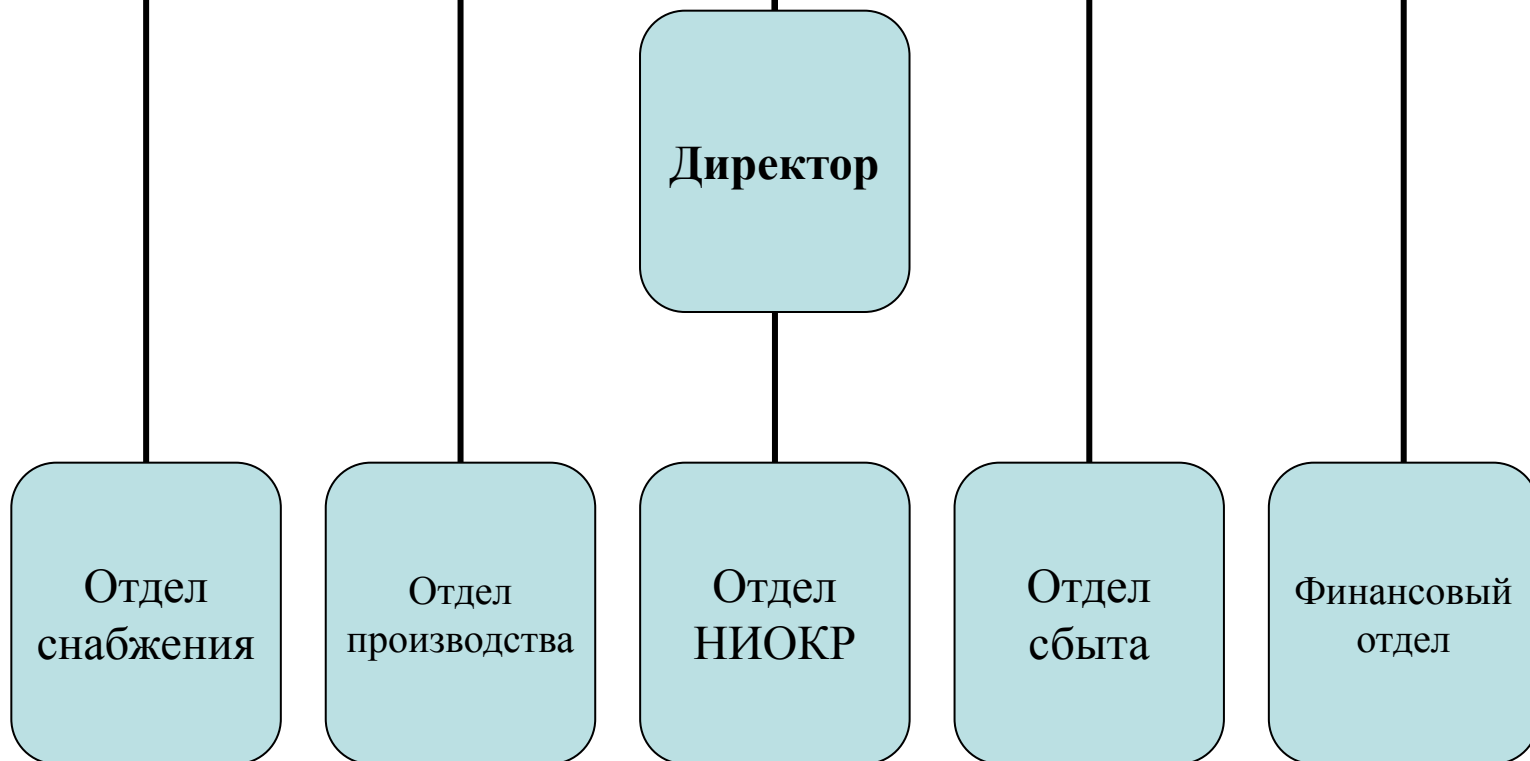 Директор
Отдел
снабжения
Отдел
производства
Отдел
НИОКР
Отдел
сбыта
Финансовый
отдел